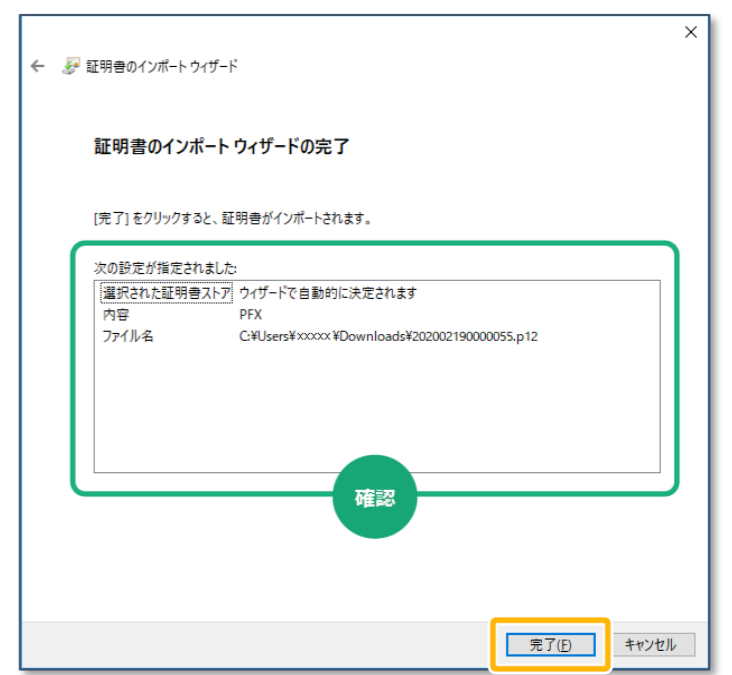 証明書のインポート ウィザード
証明書のインポート ウィザードの完了
[完了] をクリックすると、証明書がインポートされます。
次の設定が指定されました:
選択された証明書ストア ウィザードで自動的に決定されます
内容 PFX
ファイル名 C:¥Users¥xxxxx¥Downloads¥202002190000055.p12
確認
完了(F) キャンセル